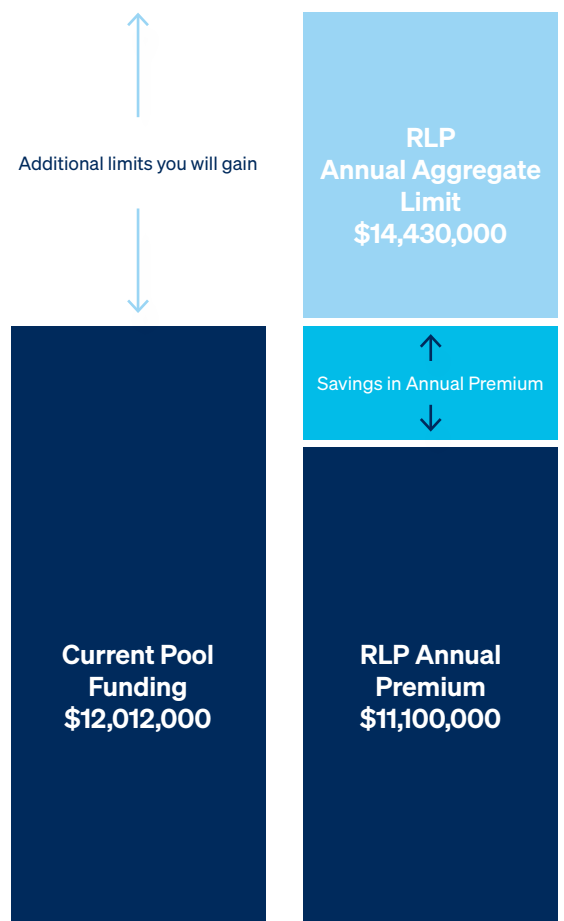 Additional limits you will gain
RLP
Annual Aggregate
Limit
$14,430,000
Savings in Annual Premium
Current Pool
Funding
$12,012,000
RLP Annual
Premium
$11,100,000